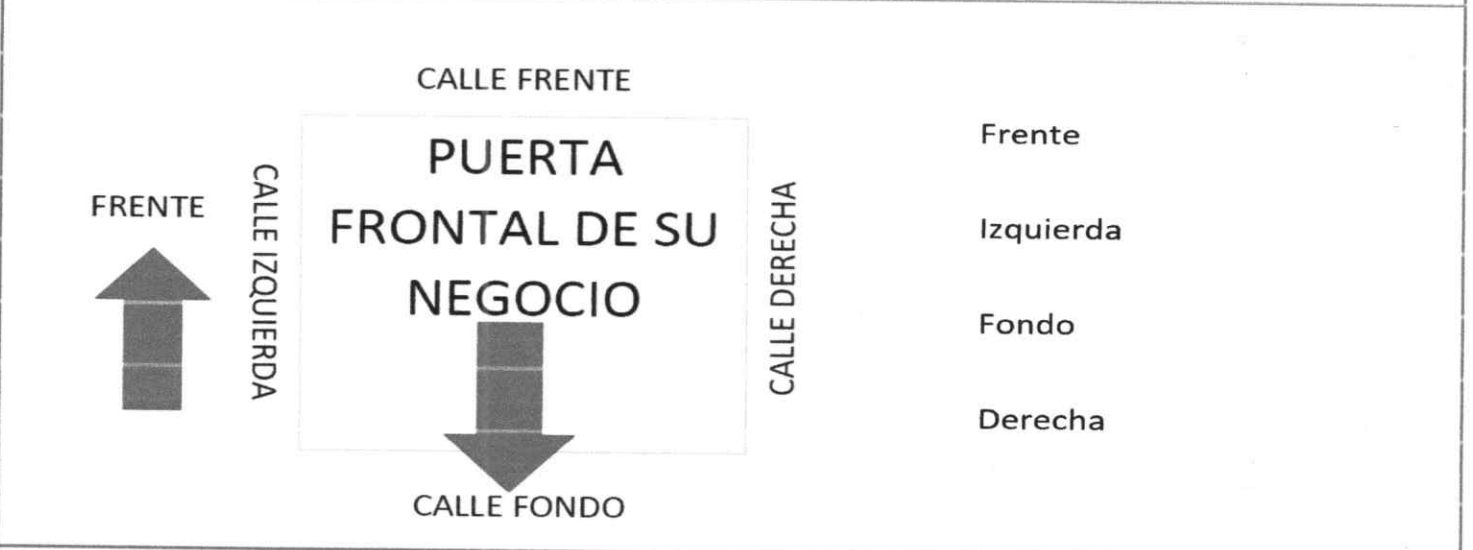 CALLE FRENTE
PUERTA
FRONTAL DE SU
NEGOCIO
FRENTE
CALLE IZQUIERDA
CALLE DERECHA
CALLE FONDO
Frente
Izquierda
Fondo
Derecha